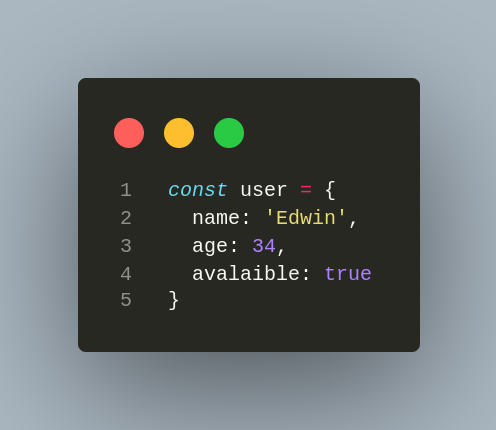 1 const user = {
2   name: 'Edwin',
3   age: 34,
4   avalaible: true
5 }